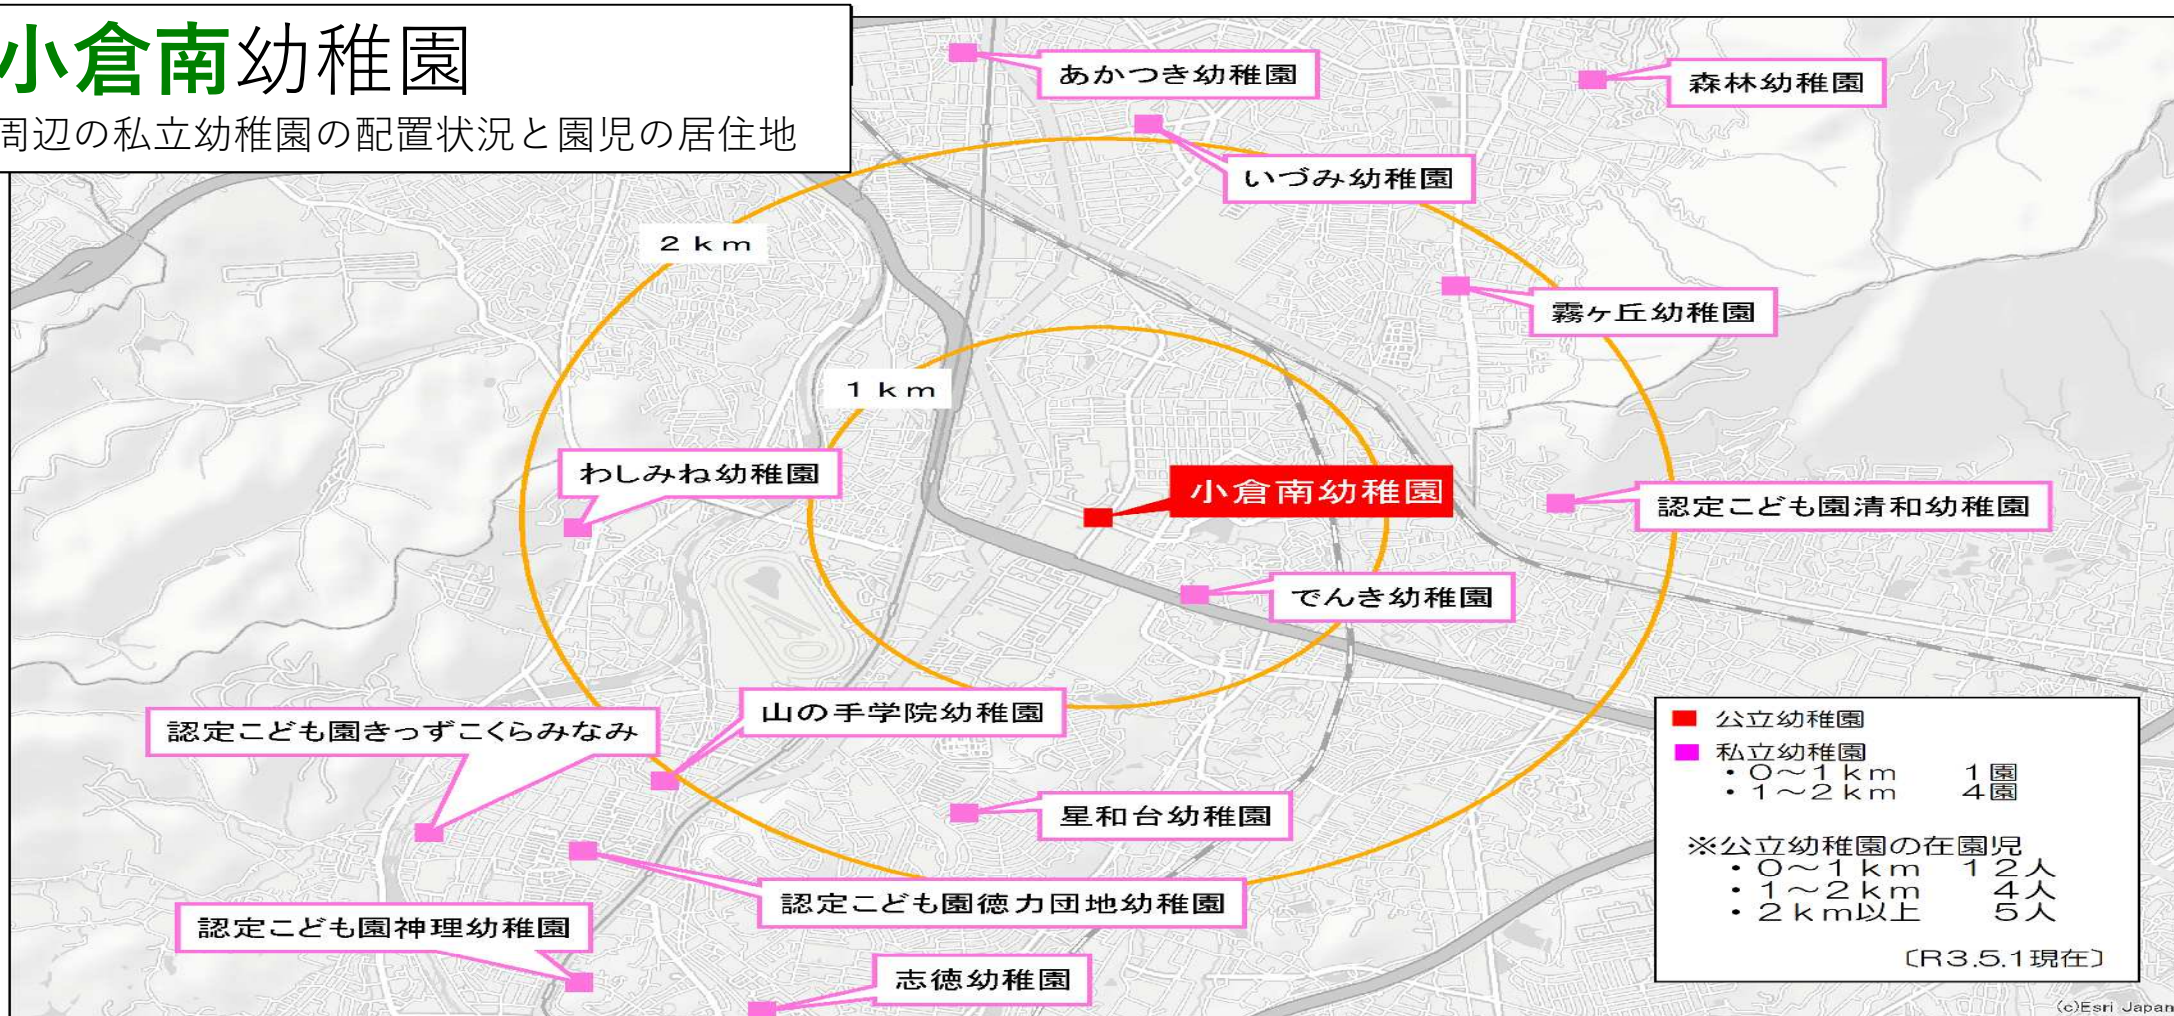 小倉南幼稚園
周辺の私立幼稚園の配置状況と園児の居住地
あかつき幼稚園
森林幼稚園
いづみ幼稚園
2km
霧ヶ丘幼稚園
1km
わしみね幼稚園
小倉南幼稚園
認定こども園清和幼稚園
でんき幼稚園
山の手学院幼稚園
認定こども園きっずこくらみなみ
星和台幼稚園
認定こども園徳力団地幼稚園
認定こども園神理幼稚園
志徳幼稚園
公立幼稚園
私立幼稚園
・0～1km 1園
・1～2km 4園
※公立幼稚園の在園児
・0～1km 12人
・1～2km 4人
・2km以上 5人
〔R3.5.1現在〕
(c)Esri Japan